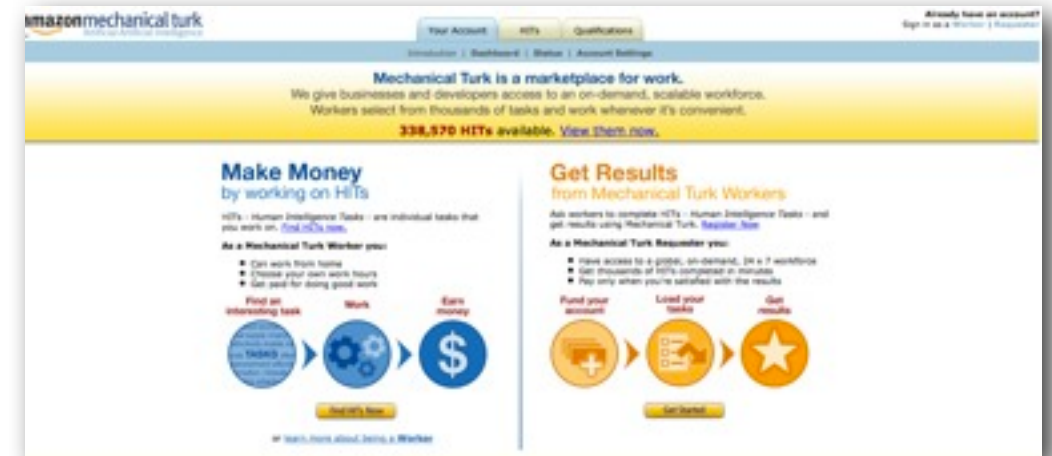 amazonmechanical turk
Artificial Artificial Intelligence
Your Account HITs Qualifications
Already have an account?
Sign in as a Worker | Requester
Introduction | Dashboard | Status | Account Settings
Mechanical Turk is a marketplace for work.
We give businesses and developers access to an on-demand, scalable workforce.
Workers select from thousands of tasks and work whenever it's convenient.
338,570 HITs available. View them now.
Make Money
by working on HITs
HITs - Human Intelligence Tasks - are individual tasks that
you work on. Find HITs now.
As a Mechanical Turk Worker you:
Can work from home
Choose your own work hours
Get paid for doing good work
Find an
interesting task
Work
Earn
money
TASKS
$
Find HITs Now
or learn more about being a Worker
Get Results
from Mechanical Turk Workers
Ask workers to complete HITs - Human Intelligence Tasks - and
get results using Mechanical Turk. Register Now
As a Mechanical Turk Requester you:
Have access to a global, on-demand, 24 x 7 workforce
Get thousands of HITs completed in minutes
Pay only when you're satisfied with the results
Fund your
account
Load your
tasks
Get
results
Get Started